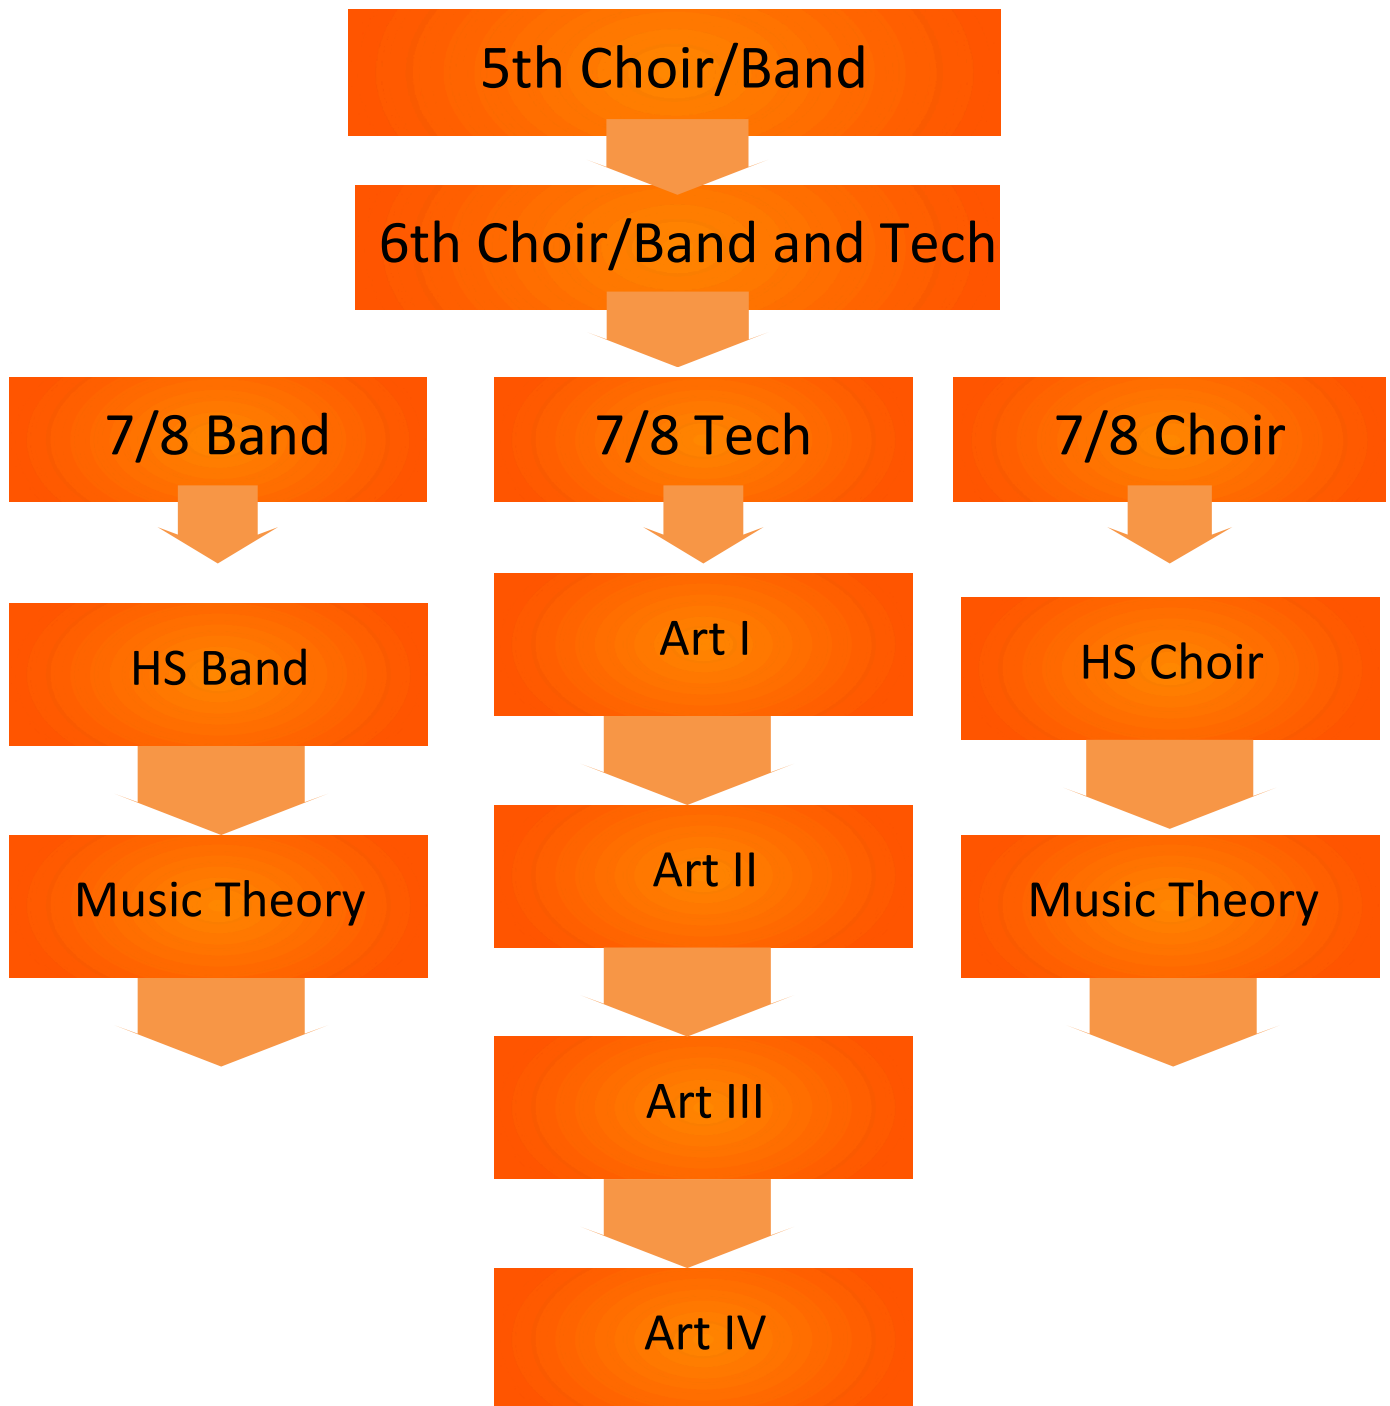 5th Choir/Band
6th Choir/Band and Tech
7/8 Band
7/8 Tech
7/8 Choir
HS Band
Art I
HS Choir
Music Theory
Art II
Music Theory
Art III
Art IV